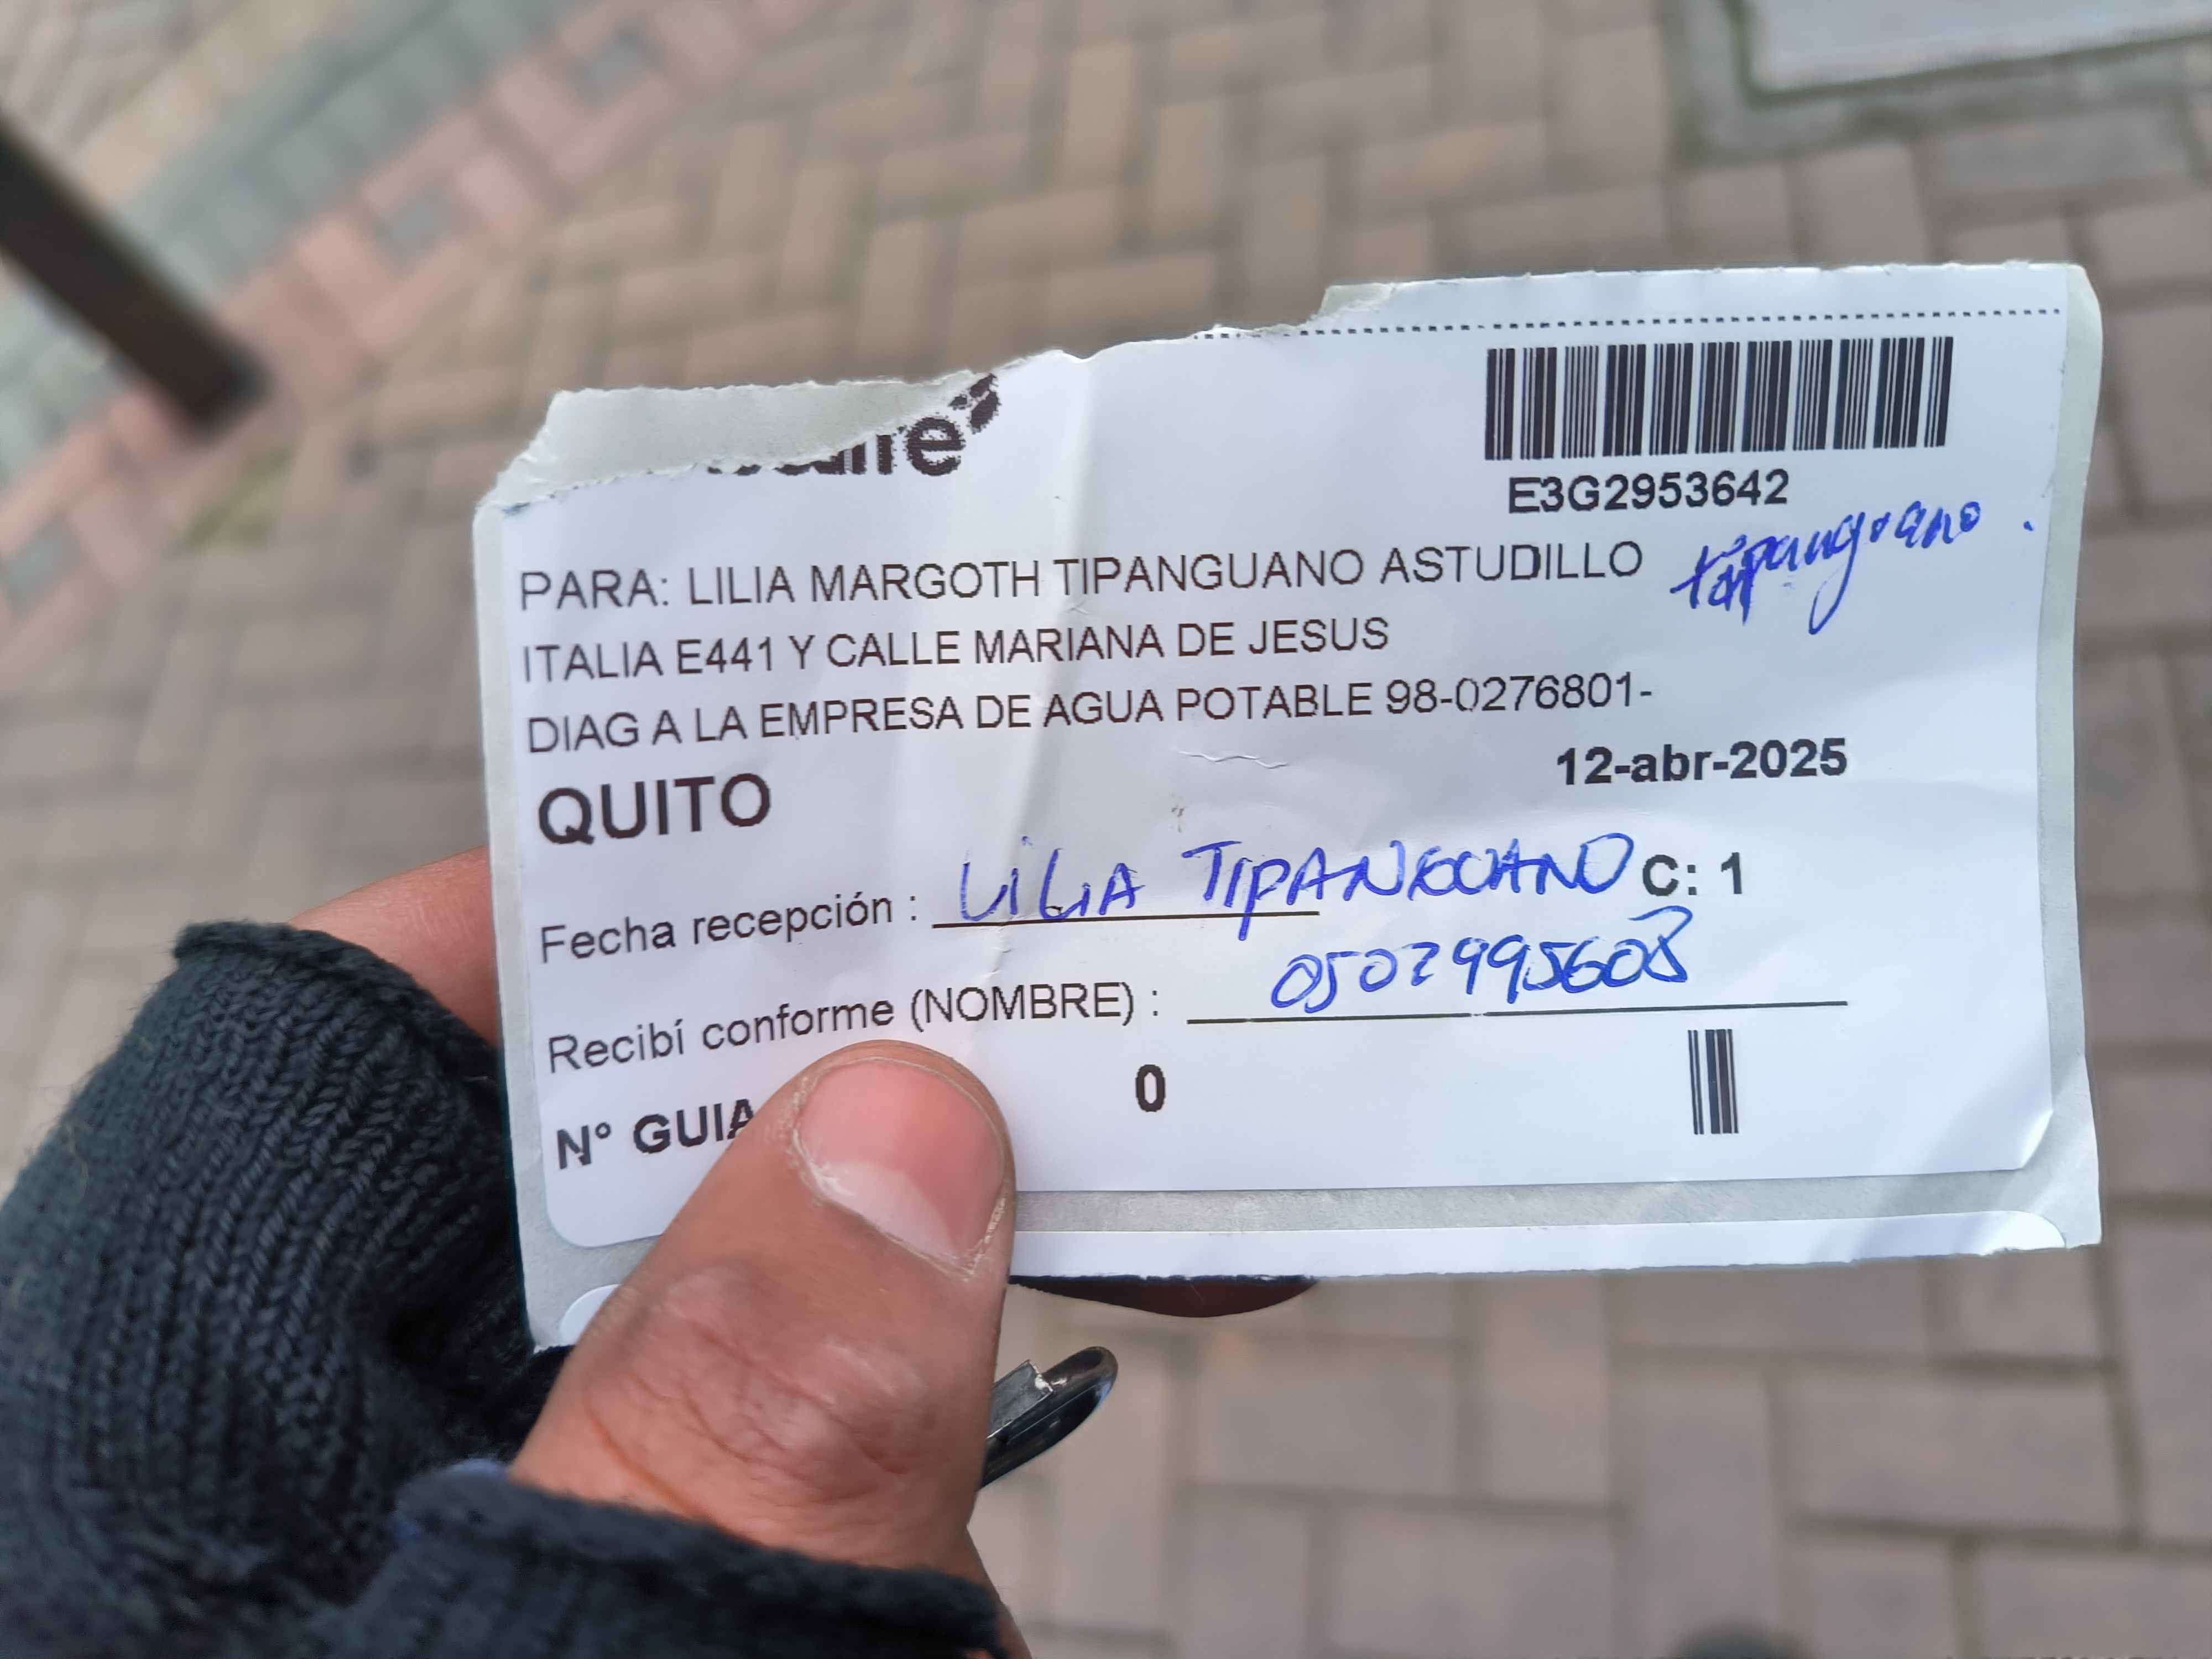 E3G2953642
PARA: LILIA MARGOTH TIPANGUANO ASTUDILLO
tipanguano.
ITALIA E441 Y CALLE MARIANA DE JESUS
DIAG A LA EMPRESA DE AGUA POTABLE 98-0276801-
12-abr-2025
QUITO
Fecha recepción : LILIA TIPANGUANO C: 1
Recibí conforme (NOMBRE) : 0502995608
N° GUIA 0